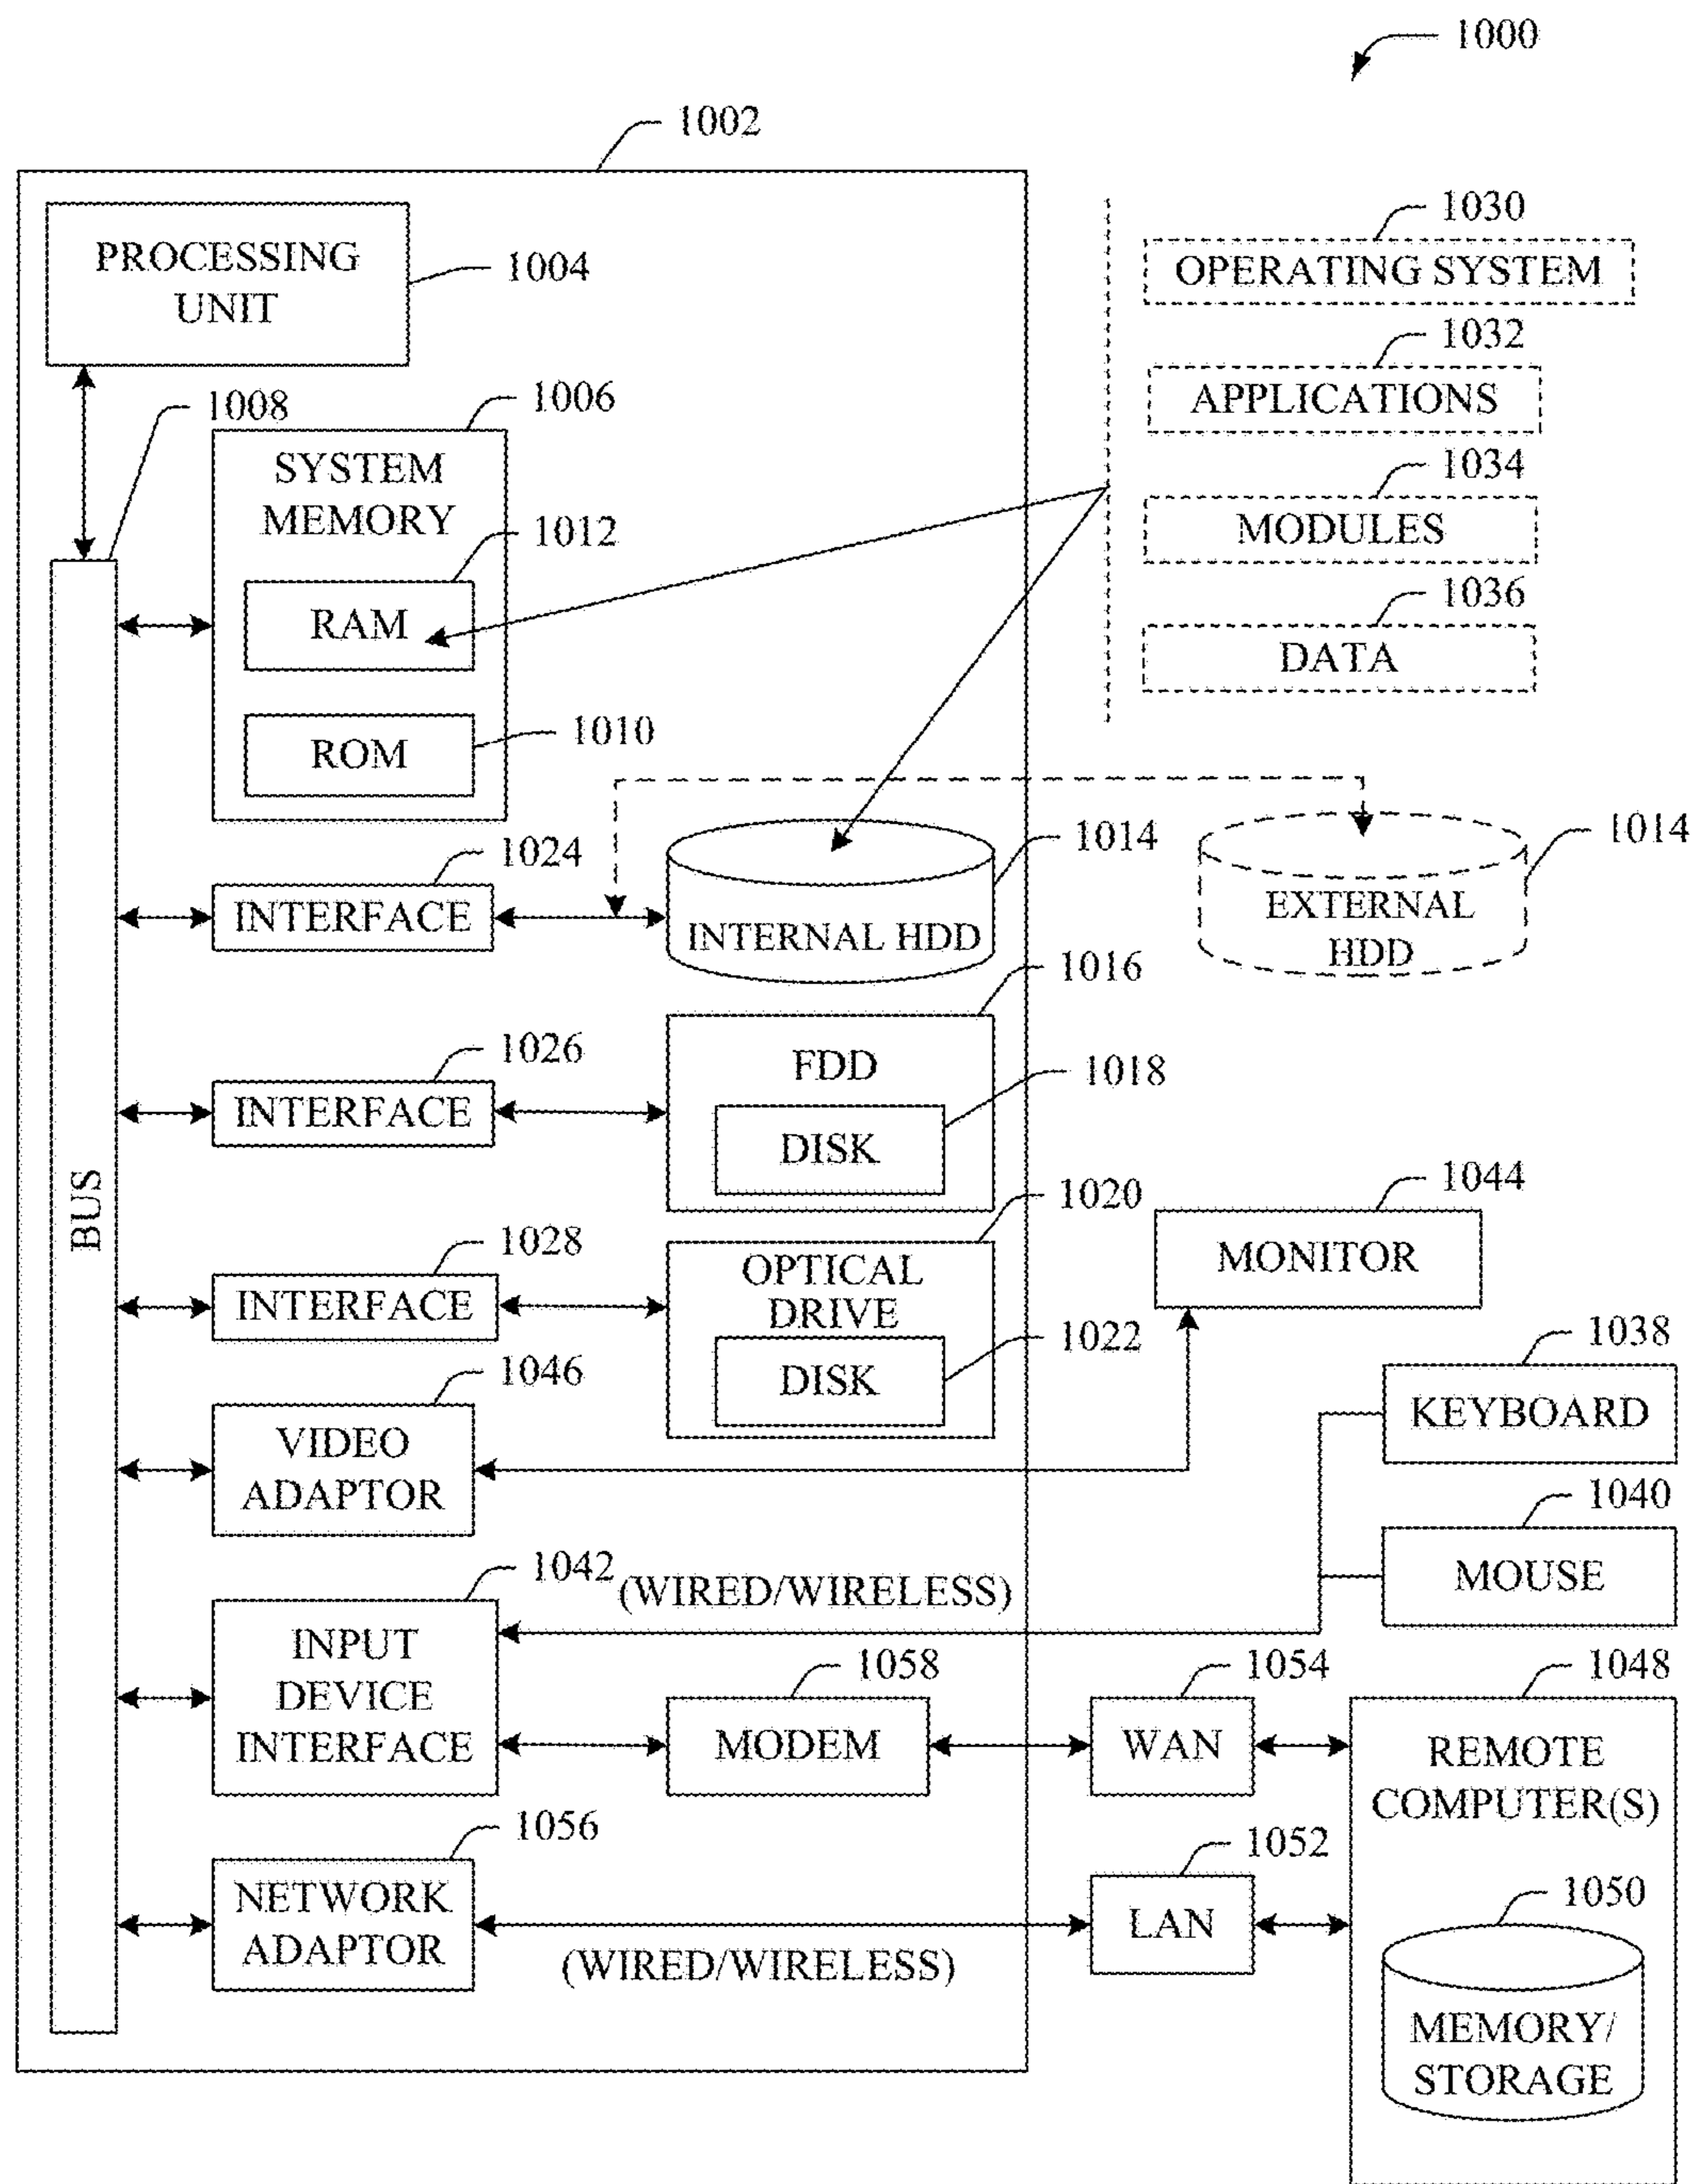 1000
1002
PROCESSING
UNIT
1004
1030
OPERATING SYSTEM
1032
APPLICATIONS
1034
MODULES
1036
DATA
1008
1006
SYSTEM
MEMORY
1012
RAM
1010
ROM
1024
INTERFACE
1014
INTERNAL HDD
1014
EXTERNAL
HDD
1026
INTERFACE
1016
FDD
1018
DISK
BUS
1028
INTERFACE
1020
OPTICAL
DRIVE
1022
DISK
1044
MONITOR
1046
VIDEO
ADAPTOR
1038
KEYBOARD
1040
MOUSE
1042
(WIRED/WIRELESS)
INPUT
DEVICE
INTERFACE
1058
MODEM
1054
WAN
1048
REMOTE
COMPUTER(S)
1056
NETWORK
ADAPTOR
(WIRED/WIRELESS)
1052
LAN
1050
MEMORY/
STORAGE